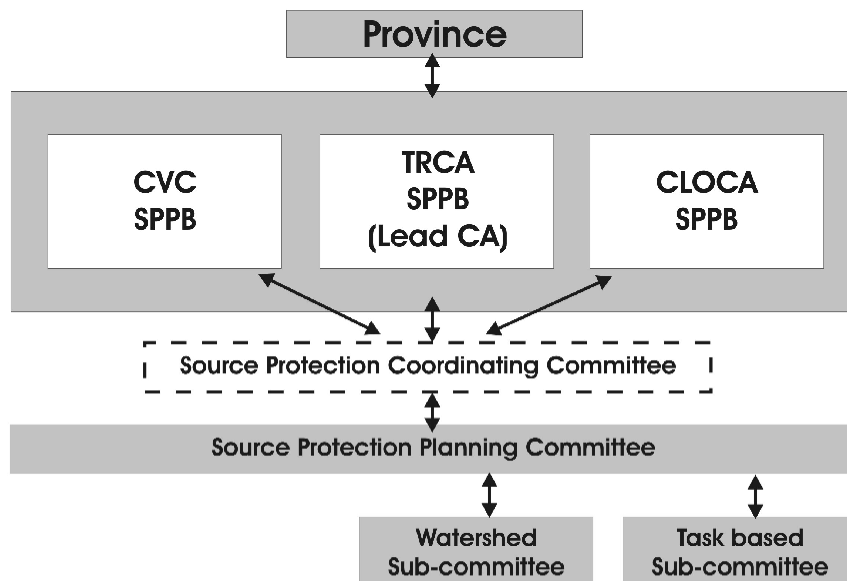 Province
CVC
SPPB
TRCA
SPPB
(Lead CA)
CLOCA
SPPB
Source Protection Coordinating Committee
Source Protection Planning Committee
Watershed
Sub-committee
Task based
Sub-committee